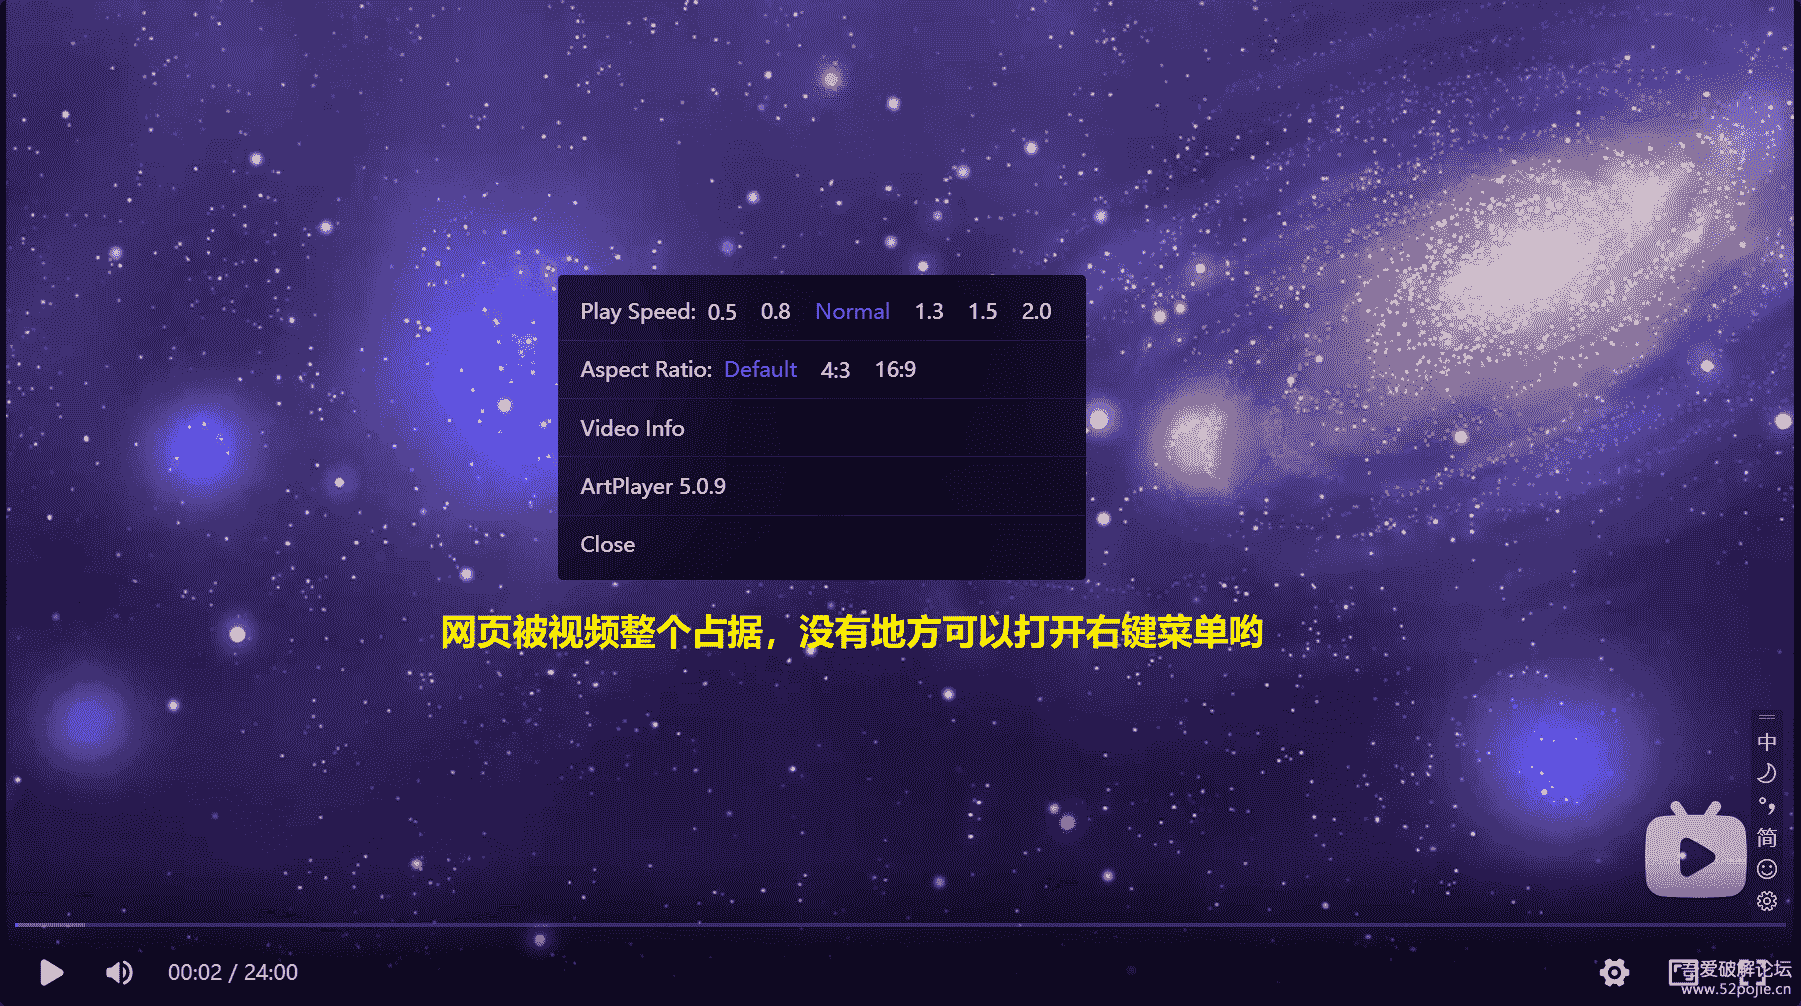 Play Speed: 0.5 0.8 Normal 1.3 1.5 2.0
Aspect Ratio: Default 4:3 16:9
Video Info
ArtPlayer 5.0.9
Close
网页被视频整个占据，没有地方可以打开右键菜单哟
中
简
00:02 / 24:00
吾爱破解论坛
www.52pojie.cn